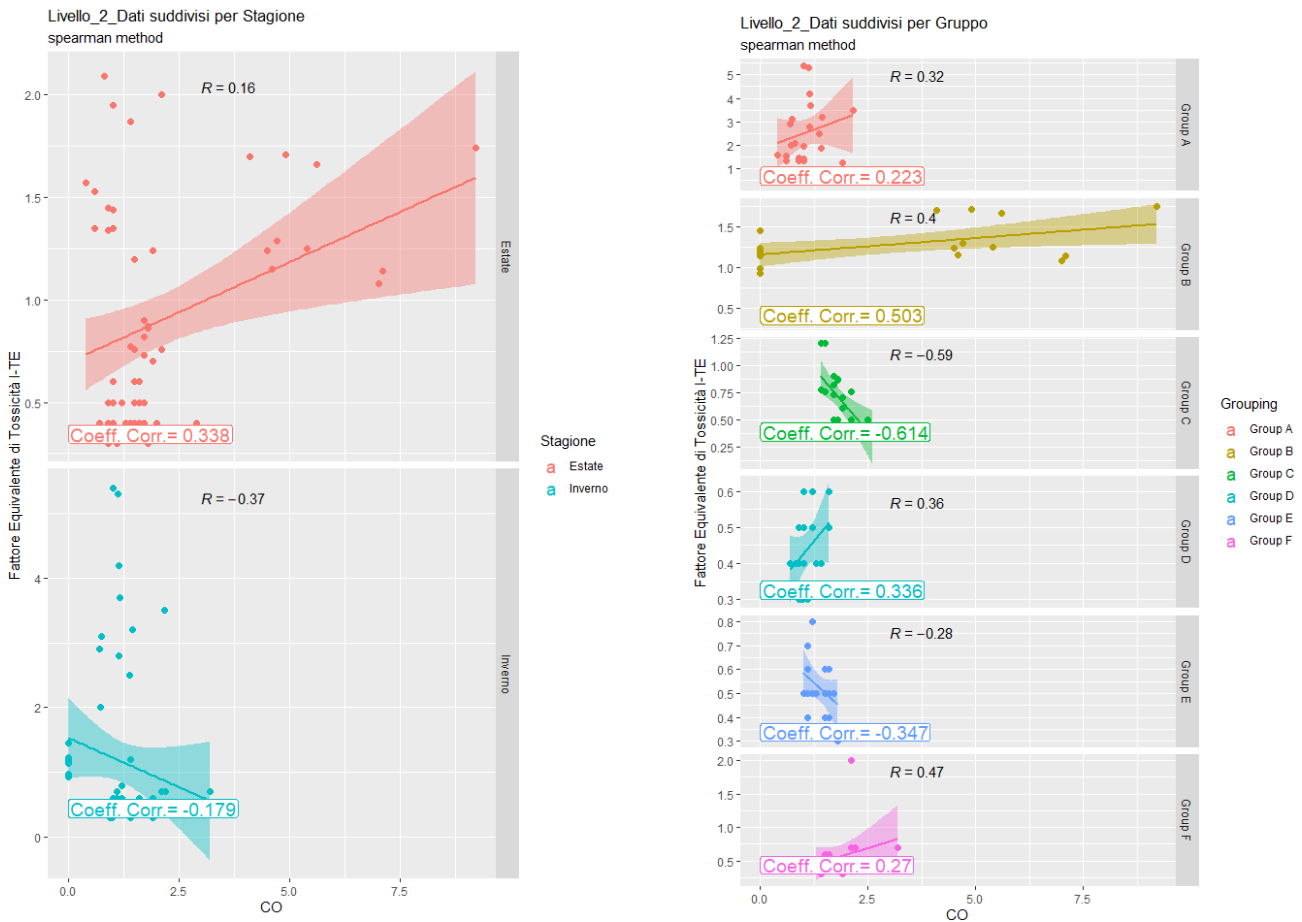 Livello_2_Dati suddivisi per Stagione
spearman method
Fattore Equivalente di Tossicità I-TE
2.0
1.5
1.0
0.5
R = 0.16
Coeff. Corr.= 0.338
Estate
4
2
0
R = −0.37
Coeff. Corr.= -0.179
Inverno
0.0 2.5 5.0 7.5
CO
Stagione
a Estate
a Inverno
Livello_2_Dati suddivisi per Gruppo
spearman method
Fattore Equivalente di Tossicità I-TE
5
4
3
2
1
R = 0.32
Coeff. Corr.= 0.223
Group A
1.5
1.0
0.5
R = 0.4
Coeff. Corr.= 0.503
Group B
1.25
1.00
0.75
0.50
0.25
R = −0.59
Coeff. Corr.= -0.614
Group C
0.6
0.5
0.4
0.3
R = 0.36
Coeff. Corr.= 0.336
Group D
0.8
0.7
0.6
0.5
0.4
0.3
R = −0.28
Coeff. Corr.= -0.347
Group E
2.0
1.5
1.0
0.5
R = 0.47
Coeff. Corr.= 0.27
Group F
0.0 2.5 5.0 7.5
CO
Grouping
a Group A
a Group B
a Group C
a Group D
a Group E
a Group F